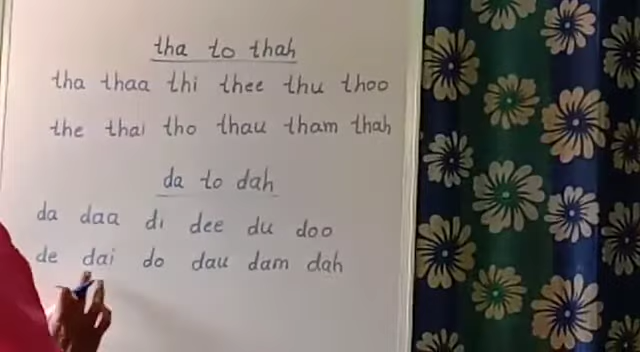 tha to thah
tha thaa thi thee thu thoo
the thai tho thau tham thah
da to dah
da daa di dee du doo
de dai do dau dam dah